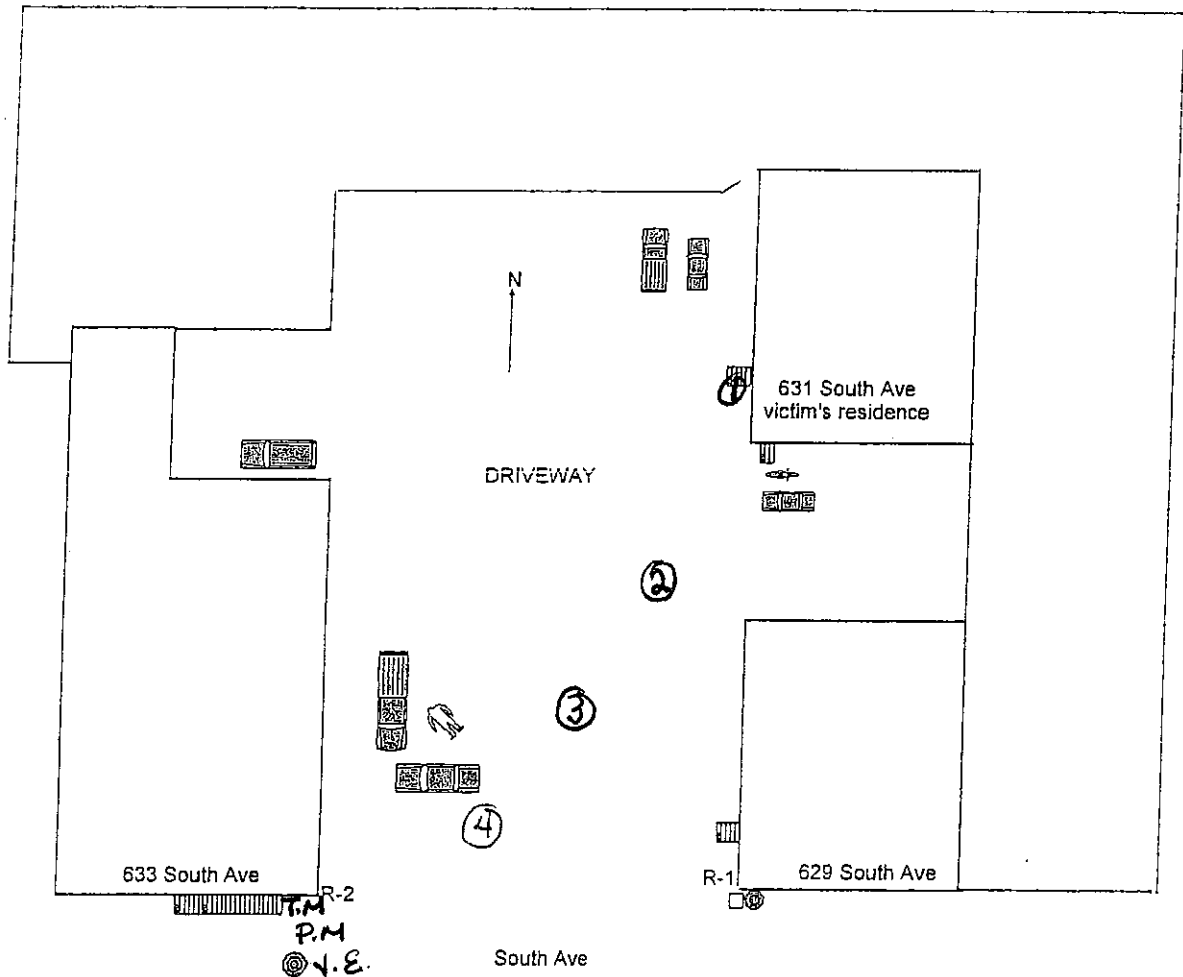 N
1
631 South Ave
victim's residence
DRIVEWAY
2
3
4
633 South Ave
R-2
R-1
629 South Ave
T.M
P.M
V.E.
South Ave